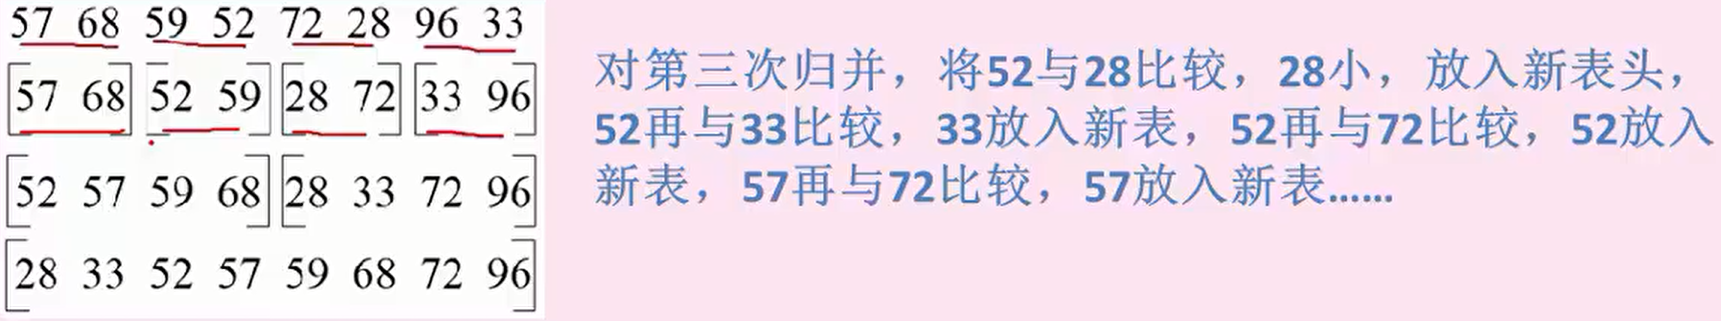 57 68 59 52 72 28 96 33
[57 68] [52 59] [28 72] [33 96]
[52 57 59 68] [28 33 72 96]
[28 33 52 57 59 68 72 96]
对第三次归并，将52与28比较，28小，放入新表头，
52再与33比较，33放入新表，52再与72比较，52放入
新表，57再与72比较，57放入新表……